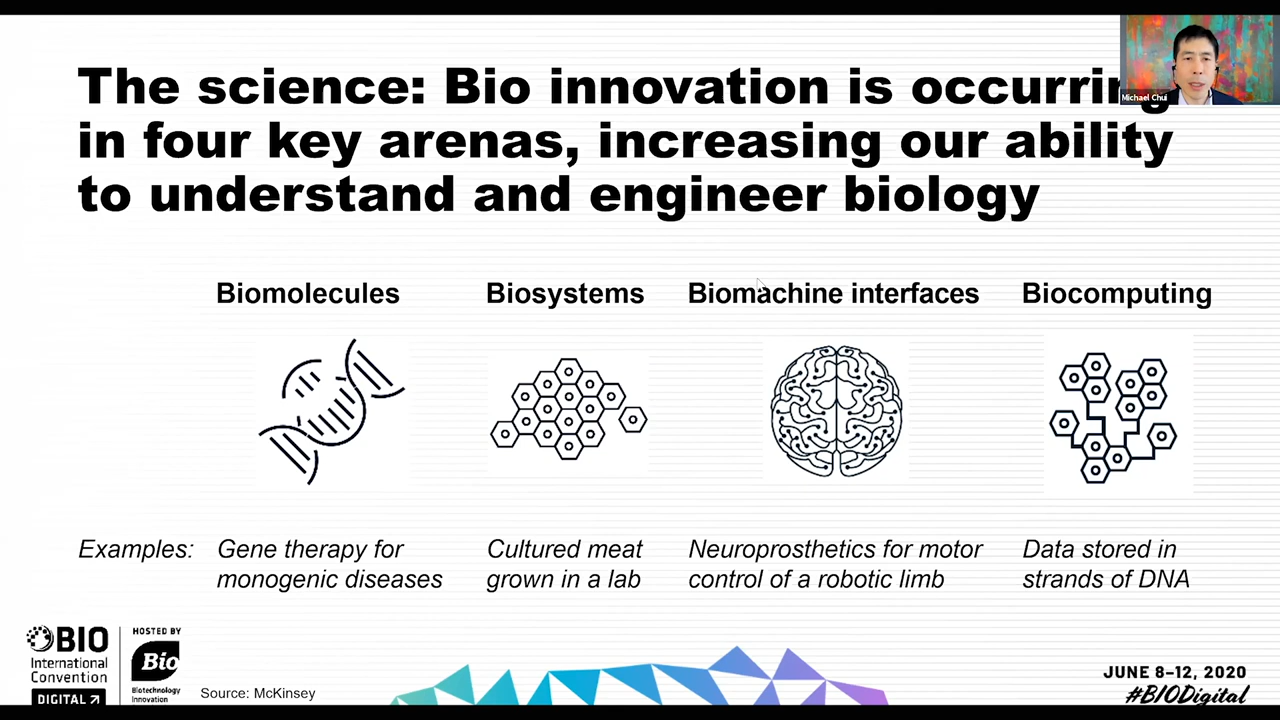 The science: Bio innovation is occurring
in four key arenas, increasing our ability
to understand and engineer biology
Michael Chui
Biomolecules
Biosystems
Biomachine interfaces
Biocomputing
Examples:
Gene therapy for
monogenic diseases
Cultured meat
grown in a lab
Neuroprosthetics for motor
control of a robotic limb
Data stored in
strands of DNA
BIO
International
Convention
DIGITAL
HOSTED BY
Bio
Biotechnology
Innovation
Source: McKinsey
JUNE 8–12, 2020
#BIODigital